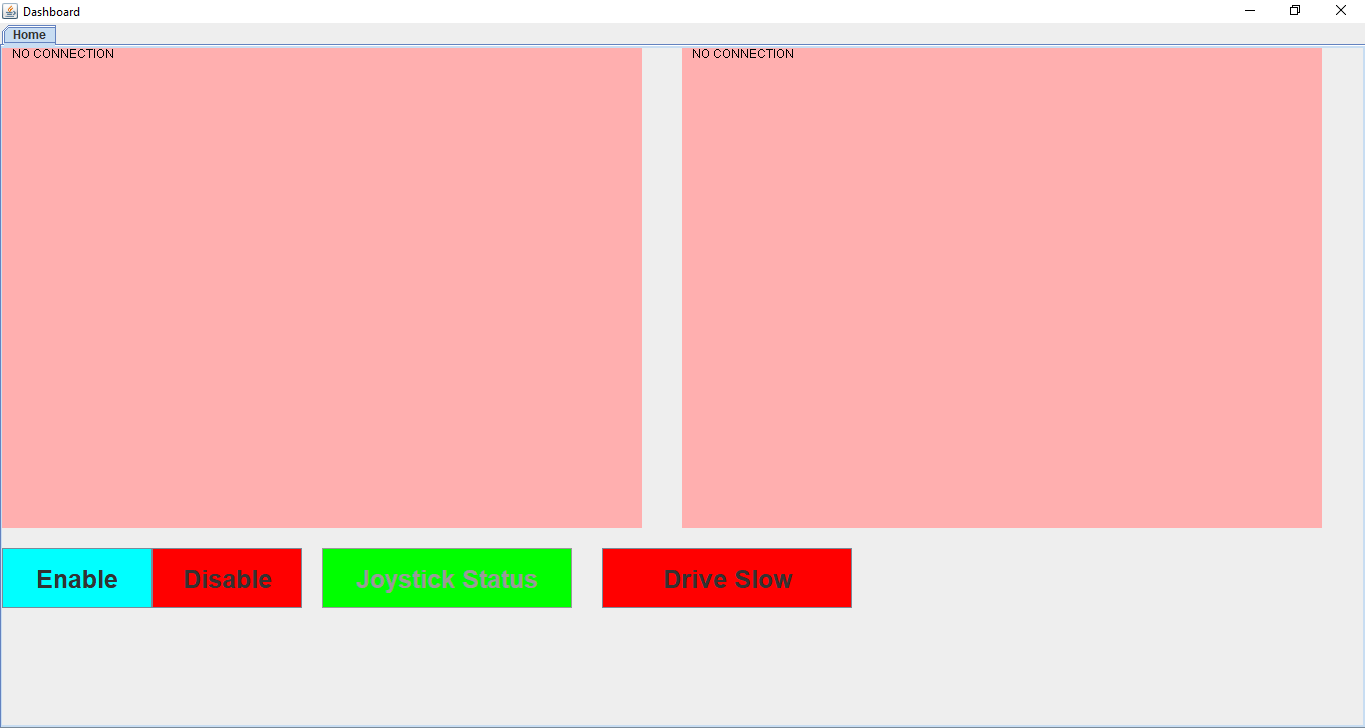 Dashboard
Home
NO CONNECTION
NO CONNECTION
Enable
Disable
Joystick Status
Drive Slow